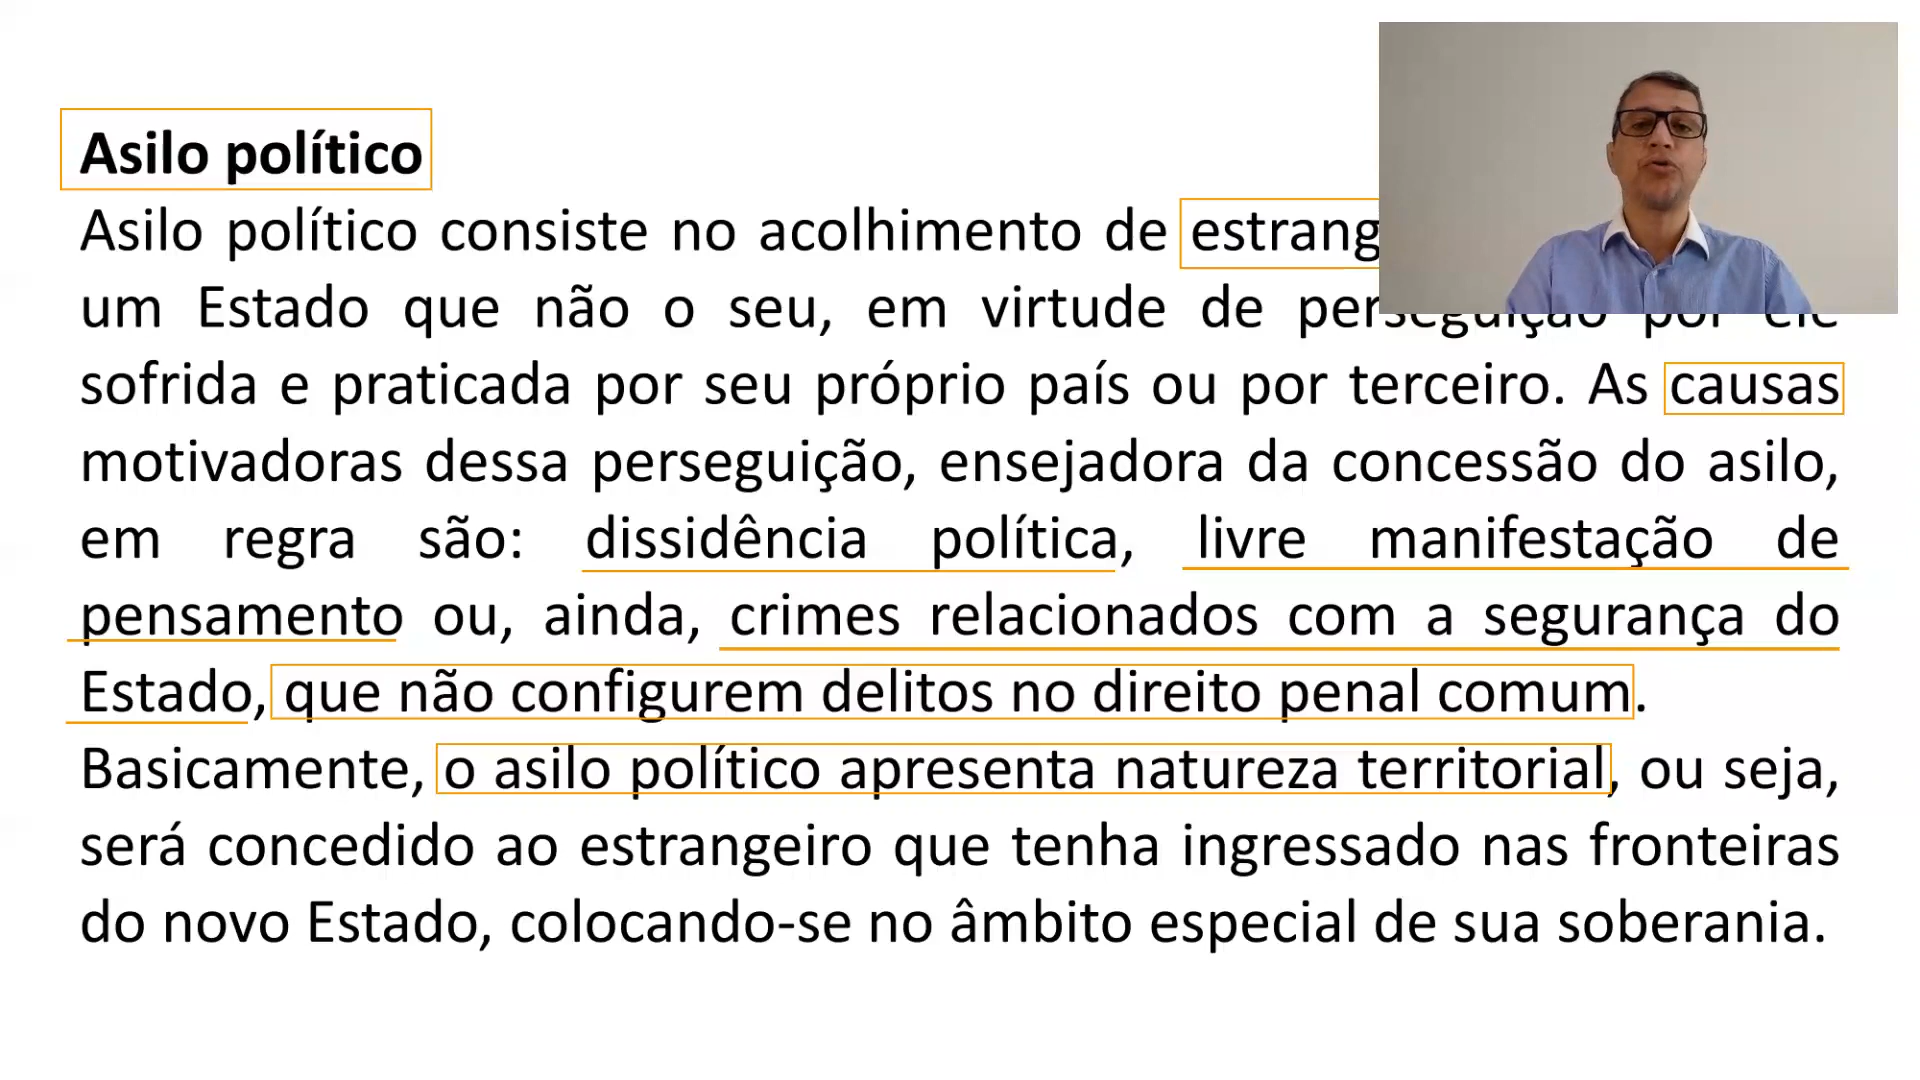 Asilo político
Asilo político consiste no acolhimento de
um Estado que não o seu, em virtude de perseguição por ele
sofrida e praticada por seu próprio país ou por terceiro. As causas
motivadoras dessa perseguição, ensejadora da concessão do asilo,
em regra são: dissidência política, livre manifestação de
pensamento ou, ainda, crimes relacionados com a segurança do
Estado, que não configurem delitos no direito penal comum.
Basicamente, o asilo político apresenta natureza territorial, ou seja,
será concedido ao estrangeiro que tenha ingressado nas fronteiras
do novo Estado, colocando-se no âmbito especial de sua soberania.